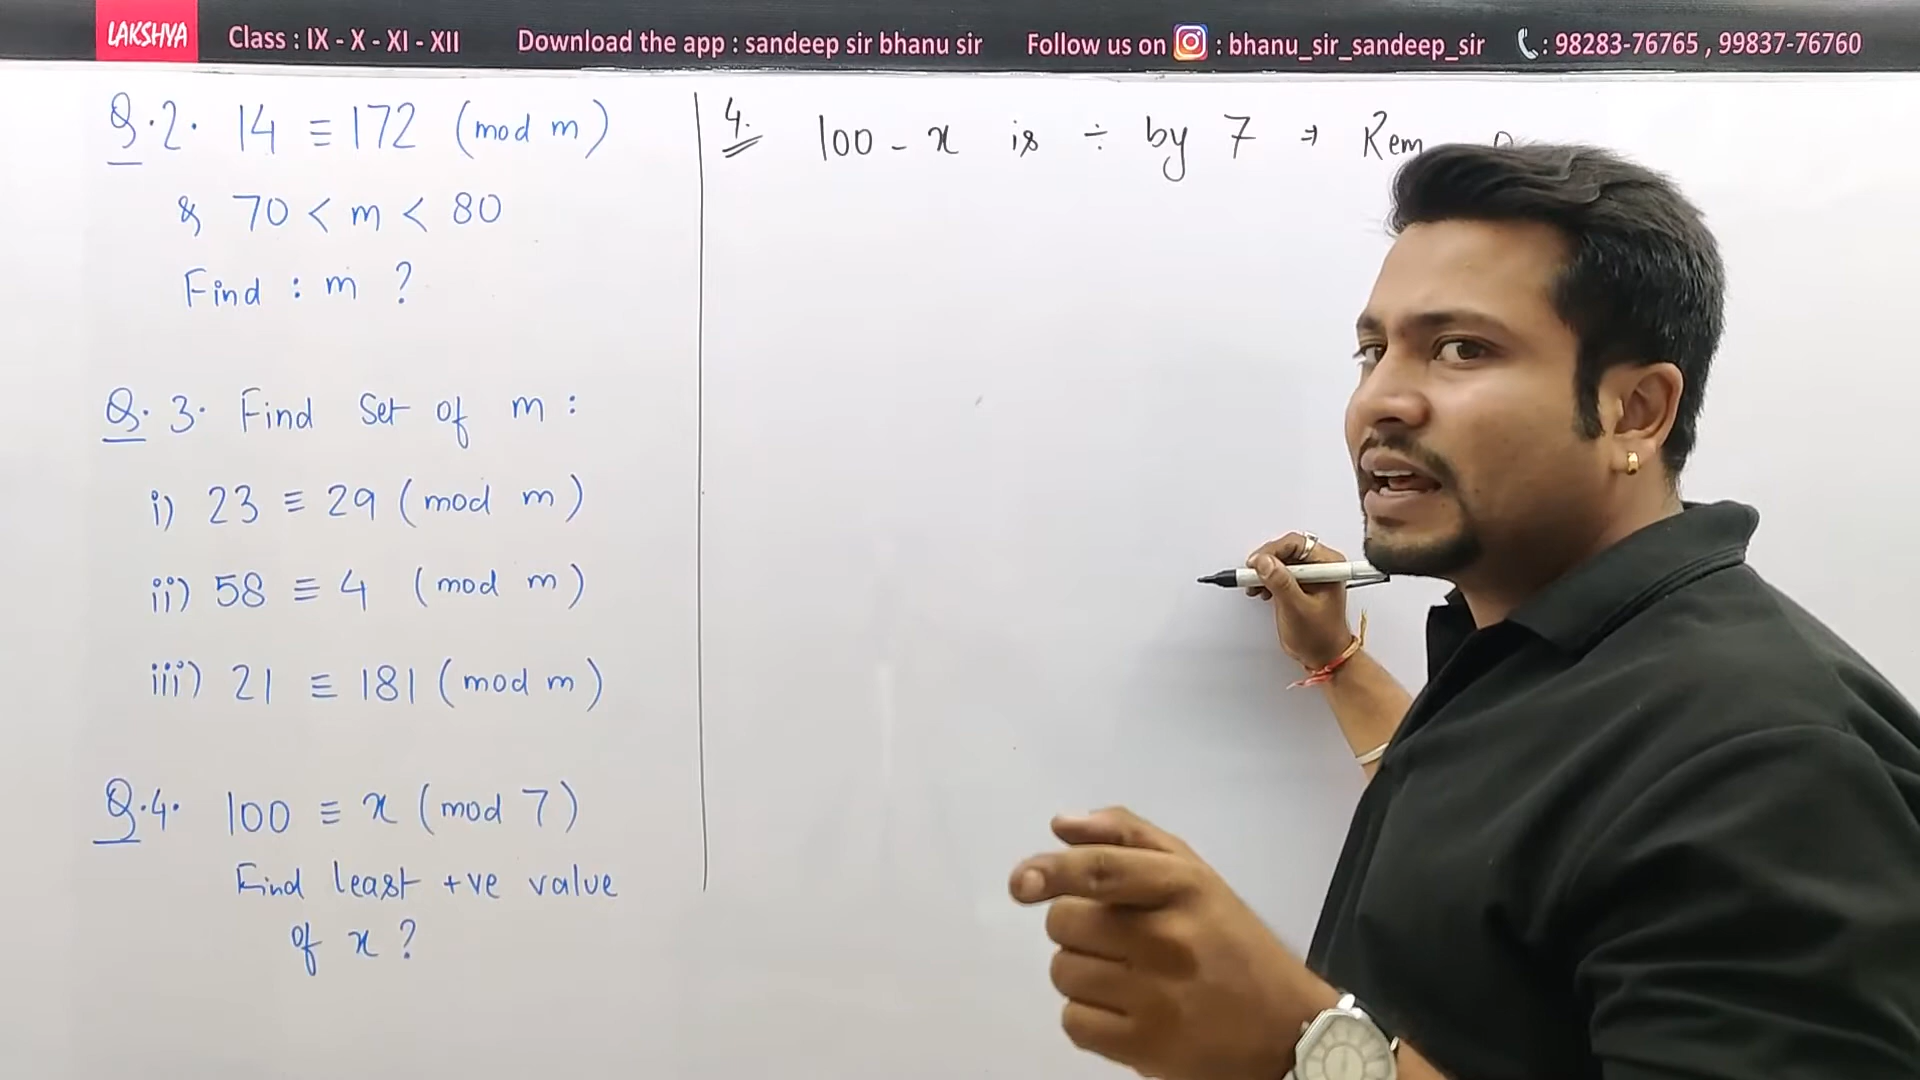 LAKSHYA Class : IX - X - XI - XII Download the app : sandeep sir bhanu sir Follow us on : bhanu_sir_sandeep_sir : 98283-76765 , 99837-76760
Q.2. 14 ≡ 172 (mod m)
& 70 < m < 80
Find : m ?
Q.3. Find Set of m :
i) 23 ≡ 29 (mod m)
ii) 58 ≡ 4 (mod m)
iii) 21 ≡ 181 (mod m)
Q.4. 100 ≡ x (mod 7)
Find least +ve value
of x ?
4. 100 - x is ÷ by 7 ⇒ Rem